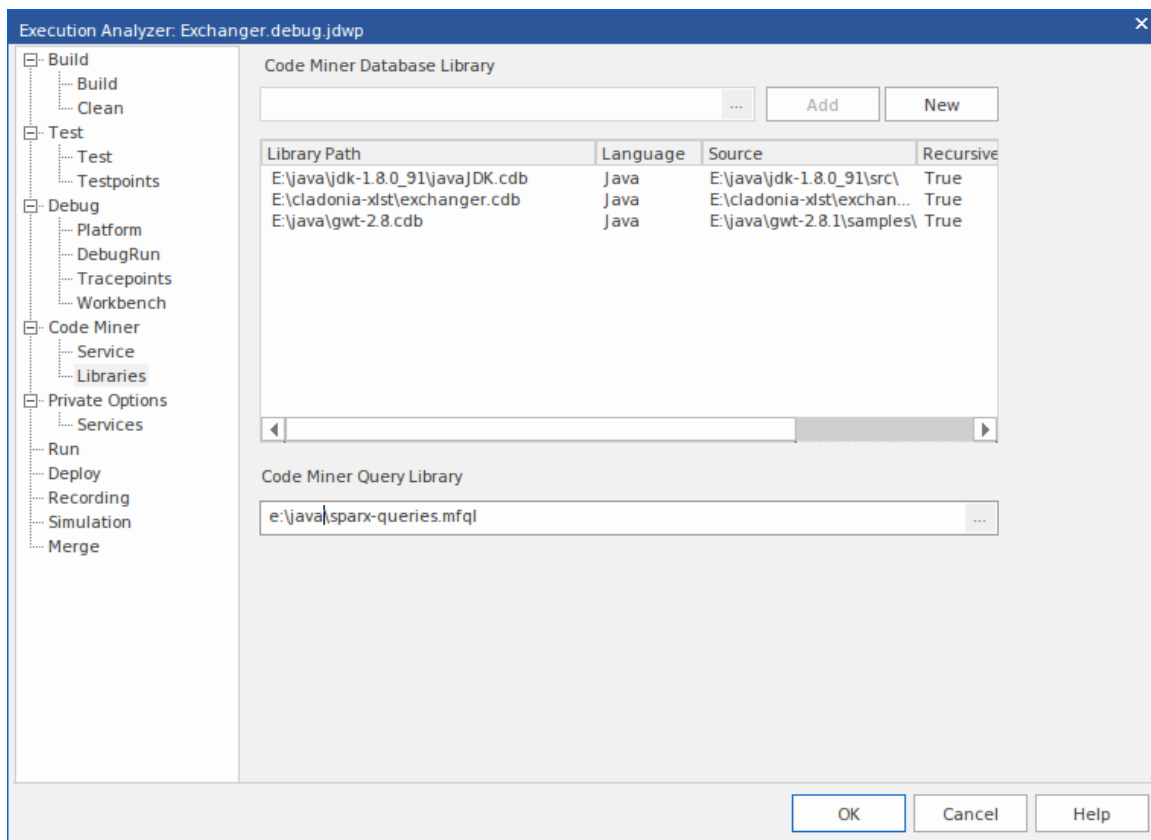 Execution Analyzer: Exchanger.debug.jdwp
Build
Build
Clean
Test
Test
Testpoints
Debug
Platform
DebugRun
Tracepoints
Workbench
Code Miner
Service
Libraries
Private Options
Services
Run
Deploy
Recording
Simulation
Merge
Code Miner Database Library
... Add New
Library Path Language Source Recursive
E:\java\jdk-1.8.0_91\javaJDK.cdb Java E:\java\jdk-1.8.0_91\src\ True
E:\cladonia-xlst\exchanger.cdb Java E:\cladonia-xlst\exchan... True
E:\java\gwt-2.8.cdb Java E:\java\gwt-2.8.1\samples\ True
Code Miner Query Library
e:\java\sparx-queries.mfql ...
OK Cancel Help